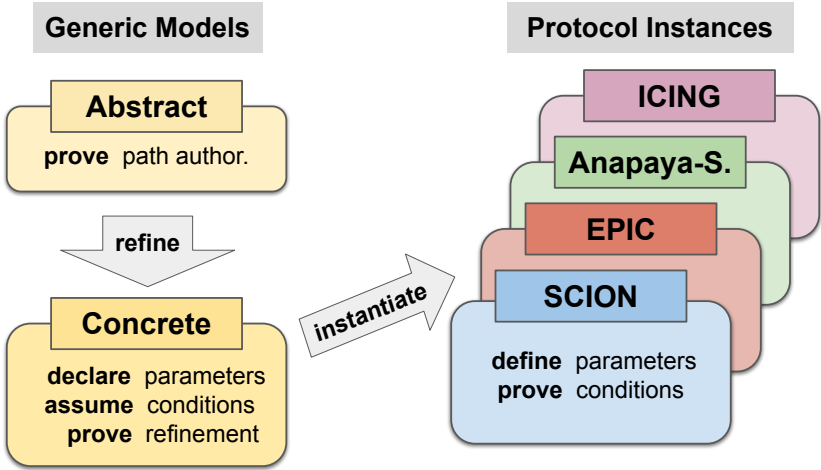 Generic Models
Abstract
prove path author.
refine
Concrete
declare parameters
assume conditions
prove refinement
instantiate
Protocol Instances
ICING
Anapaya-S.
EPIC
SCION
define parameters
prove conditions